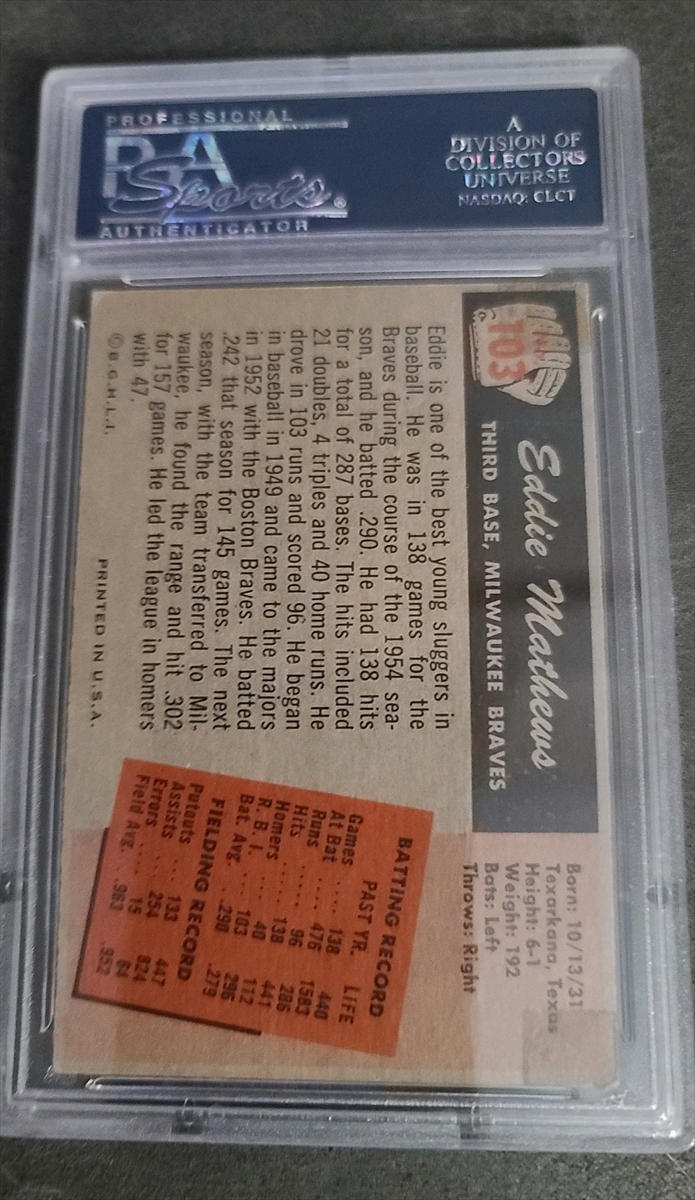 PROFESSIONAL
PSA
Sports®
AUTHENTICATOR
A
DIVISION OF
COLLECTORS
UNIVERSE
NASDAQ: CLCT
103
Eddie Mathews
THIRD BASE, MILWAUKEE BRAVES
Born: 10/13/31
Texarkana, Texas
Height: 6-1
Weight: 192
Bats: Left
Throws: Right
Eddie is one of the best young sluggers in
baseball. He was in 138 games for the
Braves during the course of the 1954 sea-
son, and he batted .290. He had 138 hits
for a total of 287 bases. The hits included
21 doubles, 4 triples and 40 home runs. He
drove in 103 runs and scored 96. He began
in baseball in 1949 and came to the majors
in 1952 with the Boston Braves. He batted
.242 that season for 145 games. The next
season, with the team transferred to Mil-
waukee, he found the range and hit .302
for 157 games. He led the league in homers
with 47.
©B.G.H.L.I.
PRINTED IN U.S.A.
BATTING RECORD
PAST YR. LIFE
Games ..... 138 440
At Bat ..... 476 1583
Runs ..... 96 286
Hits ...... 138 441
Homers ..... 40 112
R. B. I. .... 103 296
Bat. Avg. ... .290 .279
FIELDING RECORD
Putouts .... 133 447
Assists .... 254 824
Errors ..... 15 64
Field Avg. ... .963 .952